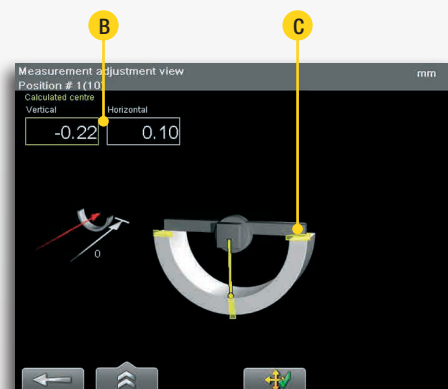 B
C
Measurement adjustment view
mm
Position # 1(10)
Calculated centre
Vertical
Horizontal
-0.22
0.10
0